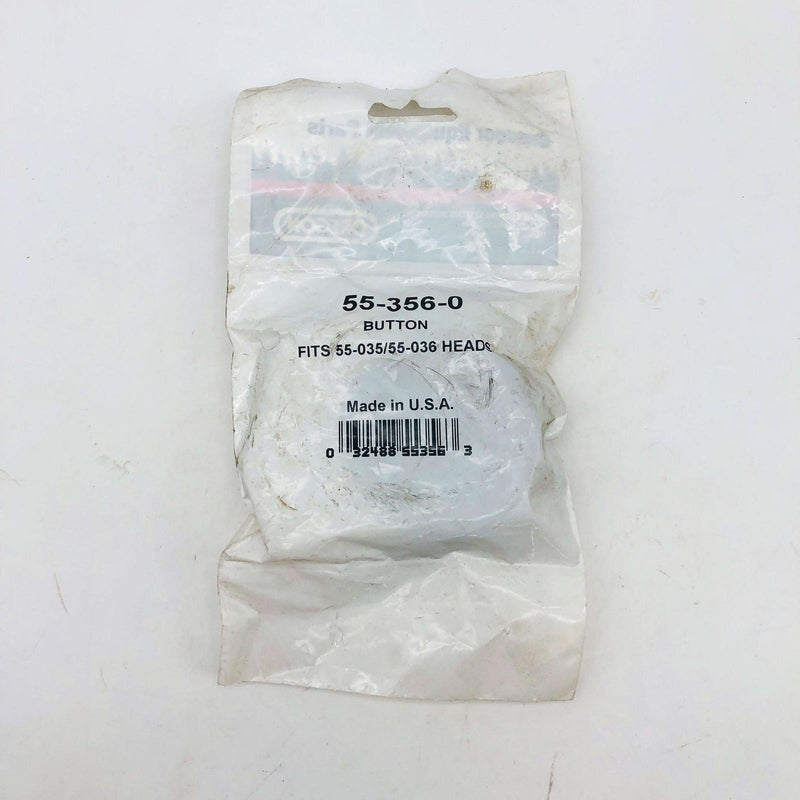 55-356-0
BUTTON
FITS 55-035/55-036 HEADS
Made in U.S.A.
0 32488 55356 3